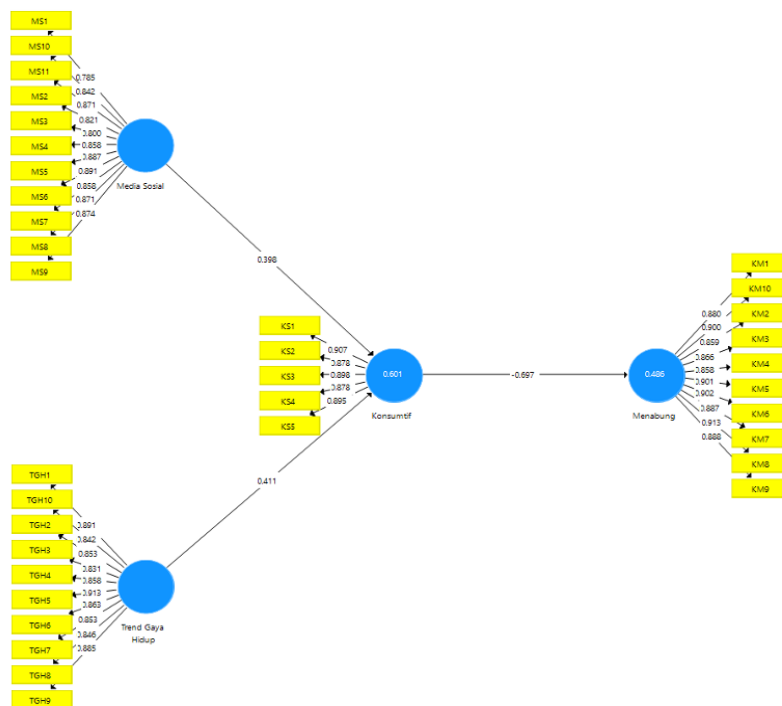 MS1
MS10
MS11
MS2
MS3
MS4
MS5
MS6
MS7
MS8
MS9
0.785
0.842
0.871
0.821
0.800
0.858
0.887
0.891
0.858
0.871
0.874
Media Sosial
0.398
KS1
KS2
KS3
KS4
KS5
0.907
0.878
0.898
0.878
0.895
0.601
Konsumtif
-0.697
0.486
Menabung
0.880
0.900
0.859
0.866
0.858
0.901
0.902
0.887
0.913
0.888
KM1
KM10
KM2
KM3
KM4
KM5
KM6
KM7
KM8
KM9
0.411
TGH1
TGH10
TGH2
TGH3
TGH4
TGH5
TGH6
TGH7
TGH8
TGH9
0.891
0.842
0.853
0.831
0.858
0.913
0.863
0.853
0.846
0.885
Trend Gaya
Hidup